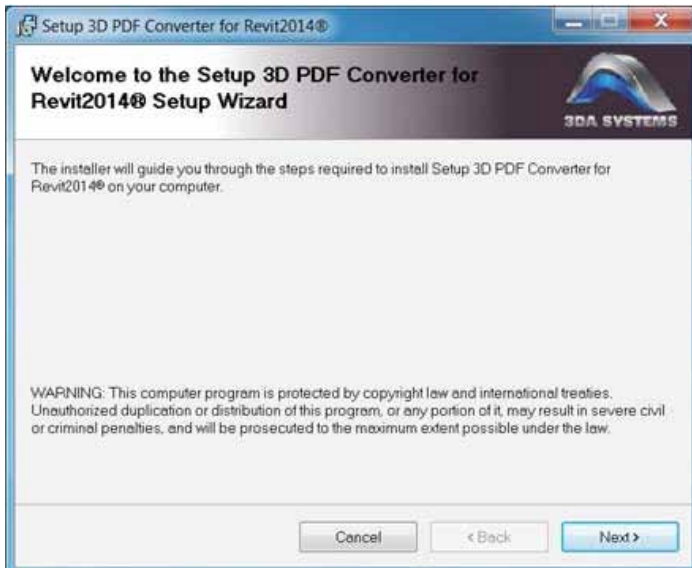 Setup 3D PDF Converter for Revit2014®
Welcome to the Setup 3D PDF Converter for
Revit2014® Setup Wizard
3DA SYSTEMS
The installer will guide you through the steps required to install Setup 3D PDF Converter for
Revit2014® on your computer.
WARNING: This computer program is protected by copyright law and international treaties.
Unauthorized duplication or distribution of this program, or any portion of it, may result in severe civil
or criminal penalties, and will be prosecuted to the maximum extent possible under the law.
Cancel < Back Next >